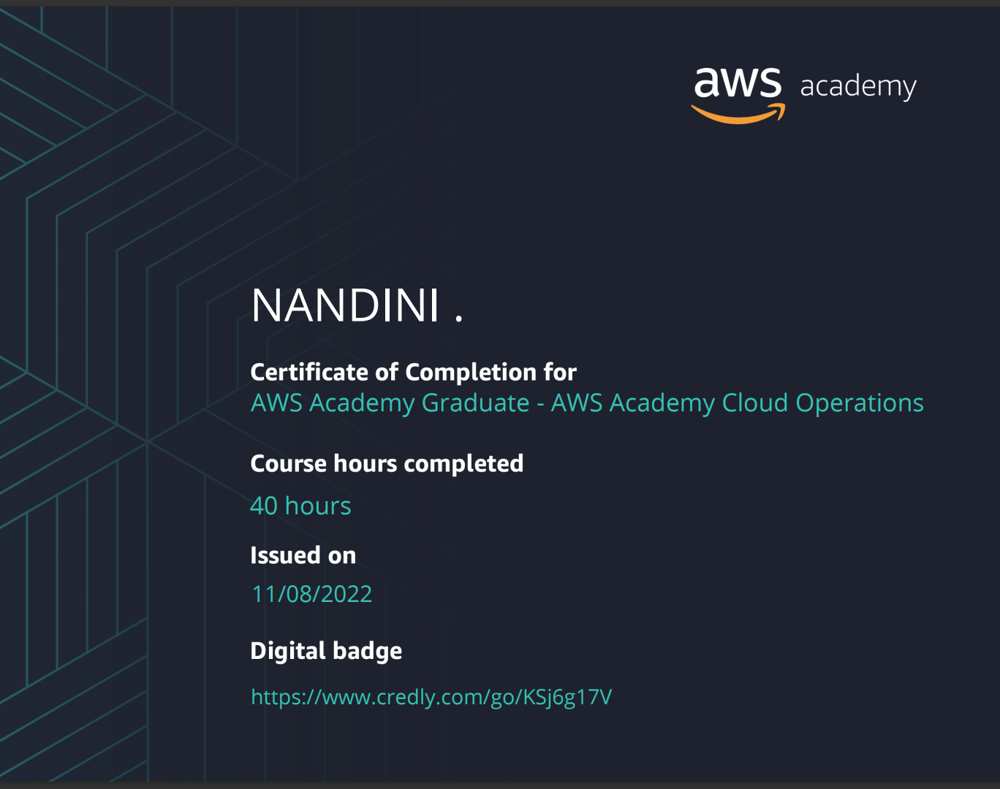 aws academy
NANDINI .
Certificate of Completion for
AWS Academy Graduate - AWS Academy Cloud Operations
Course hours completed
40 hours
Issued on
11/08/2022
Digital badge
https://www.credly.com/go/KSj6g17V